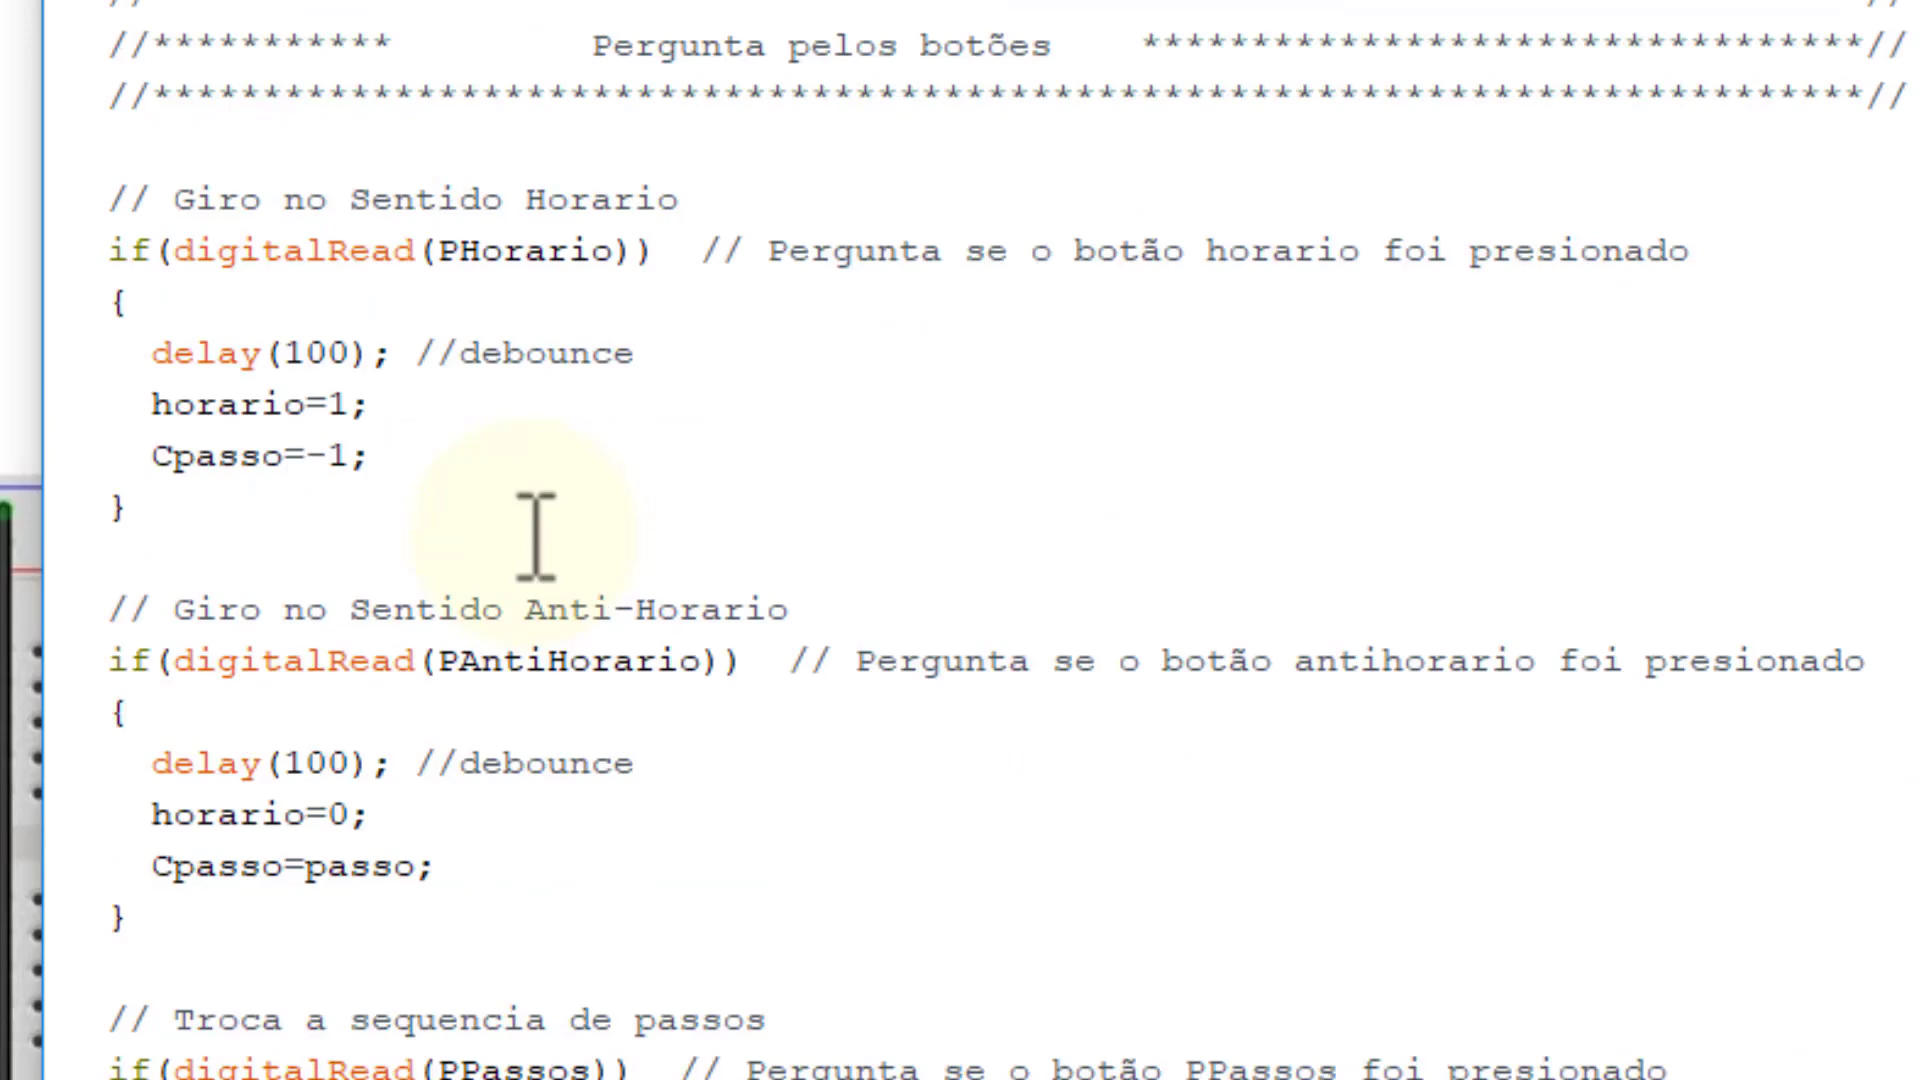 //*********** Pergunta pelos botões *********************************//
//******************************************************************************//
// Giro no Sentido Horario
if(digitalRead(PHorario)) // Pergunta se o botão horario foi presionado
{
delay(100); //debounce
horario=1;
Cpasso=-1;
}
// Giro no Sentido Anti-Horario
if(digitalRead(PAntiHorario)) // Pergunta se o botão antihorario foi presionado
{
delay(100); //debounce
horario=0;
Cpasso=passo;
}
// Troca a sequencia de passos
if(digitalRead(PPassos)) // Pergunta se o botão PPassos foi presionado